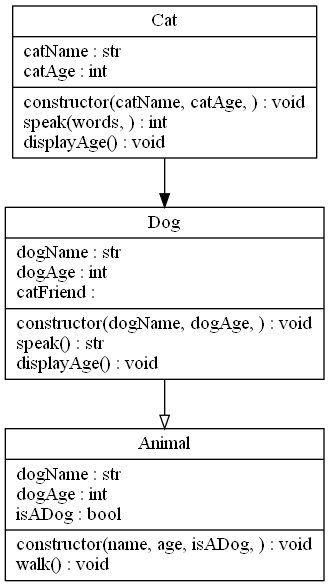 Cat
catName : str
catAge : int
constructor(catName, catAge, ) : void
speak(words, ) : int
displayAge() : void
Dog
dogName : str
dogAge : int
catFriend :
constructor(dogName, dogAge, ) : void
speak() : str
displayAge() : void
Animal
dogName : str
dogAge : int
isADog : bool
constructor(name, age, isADog, ) : void
walk() : void